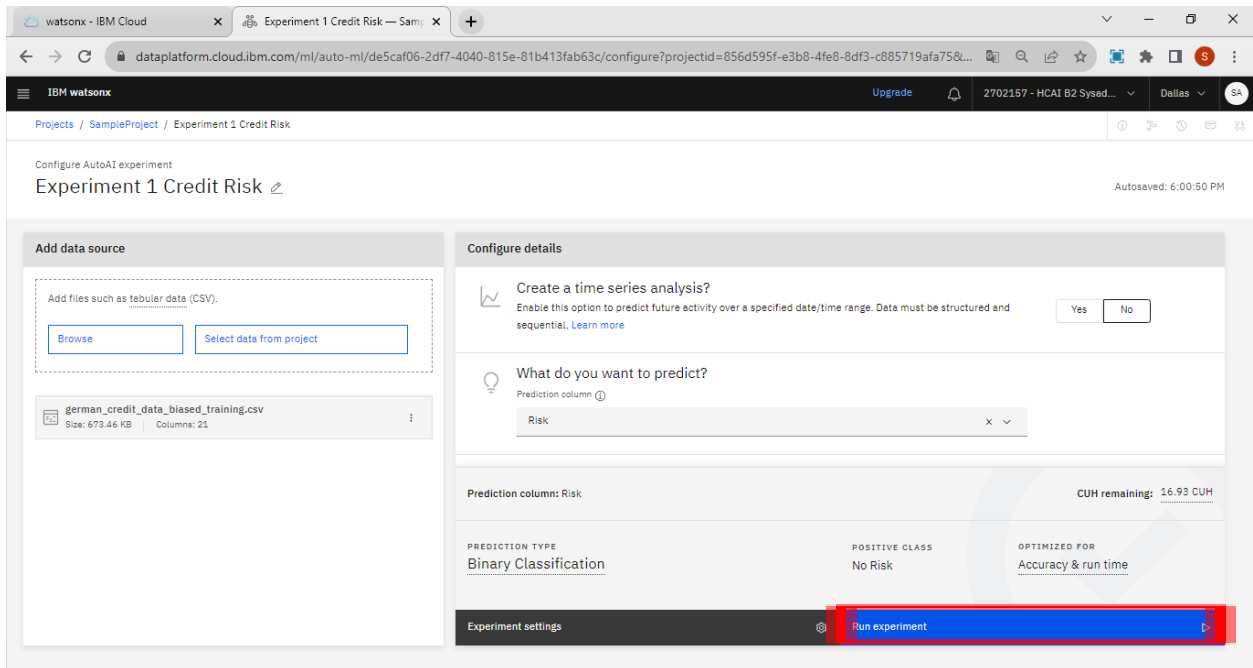 watsonx - IBM Cloud
Experiment 1 Credit Risk — Samp
dataplatform.cloud.ibm.com/ml/auto-ml/de5caf06-2df7-4040-815e-81b413fab63c/configure?projectid=856d595f-e3b8-4fe8-8df3-c885719afa75&...
S
IBM watsonx
Upgrade
2702157 - HCAI B2 Sysad...
Dallas
SA
Projects / SampleProject / Experiment 1 Credit Risk
Configure AutoAI experiment
Experiment 1 Credit Risk
Autosaved: 6:00:50 PM
Add data source
Add files such as tabular data (CSV).
Browse
Select data from project
german_credit_data_biased_training.csv
Size: 673.46 KB
Columns: 21
Configure details
Create a time series analysis?
Enable this option to predict future activity over a specified date/time range. Data must be structured and
sequential. Learn more
Yes
No
What do you want to predict?
Prediction column
Risk
Prediction column: Risk
CUH remaining: 16.93 CUH
PREDICTION TYPE
Binary Classification
POSITIVE CLASS
No Risk
OPTIMIZED FOR
Accuracy & run time
Experiment settings
Run experiment